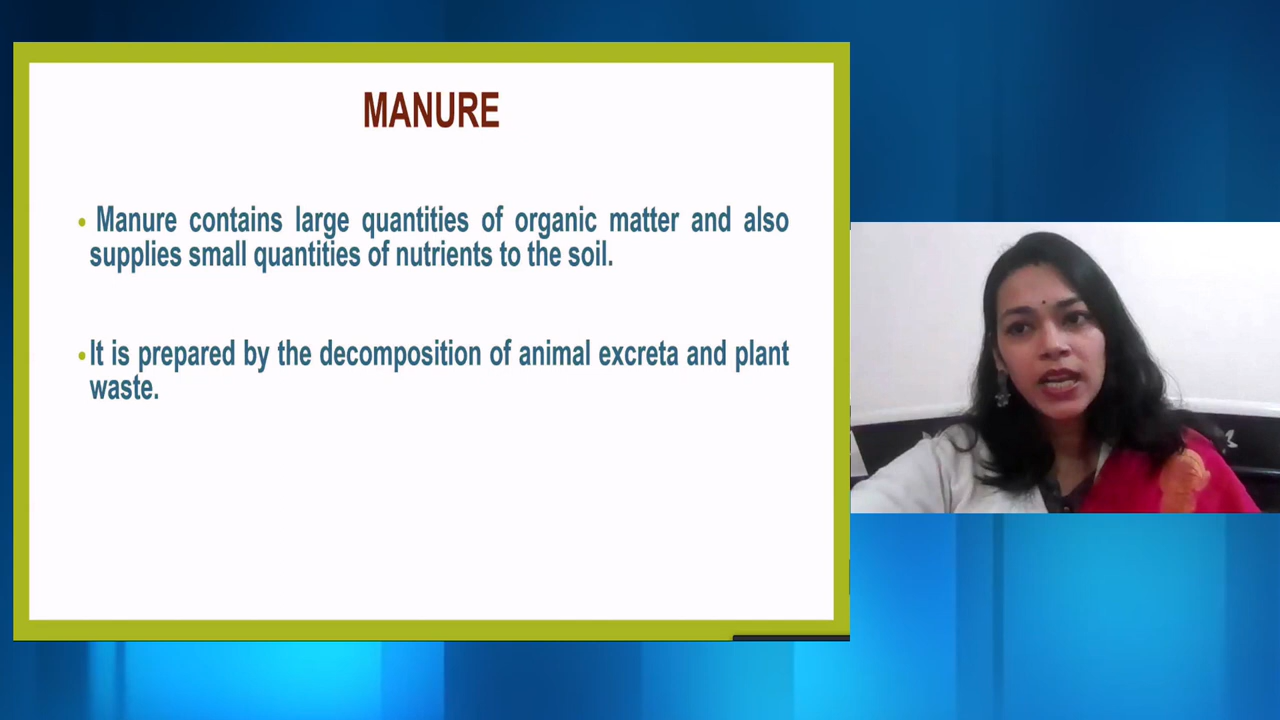 MANURE
• Manure contains large quantities of organic matter and also
supplies small quantities of nutrients to the soil.
•It is prepared by the decomposition of animal excreta and plant
waste.